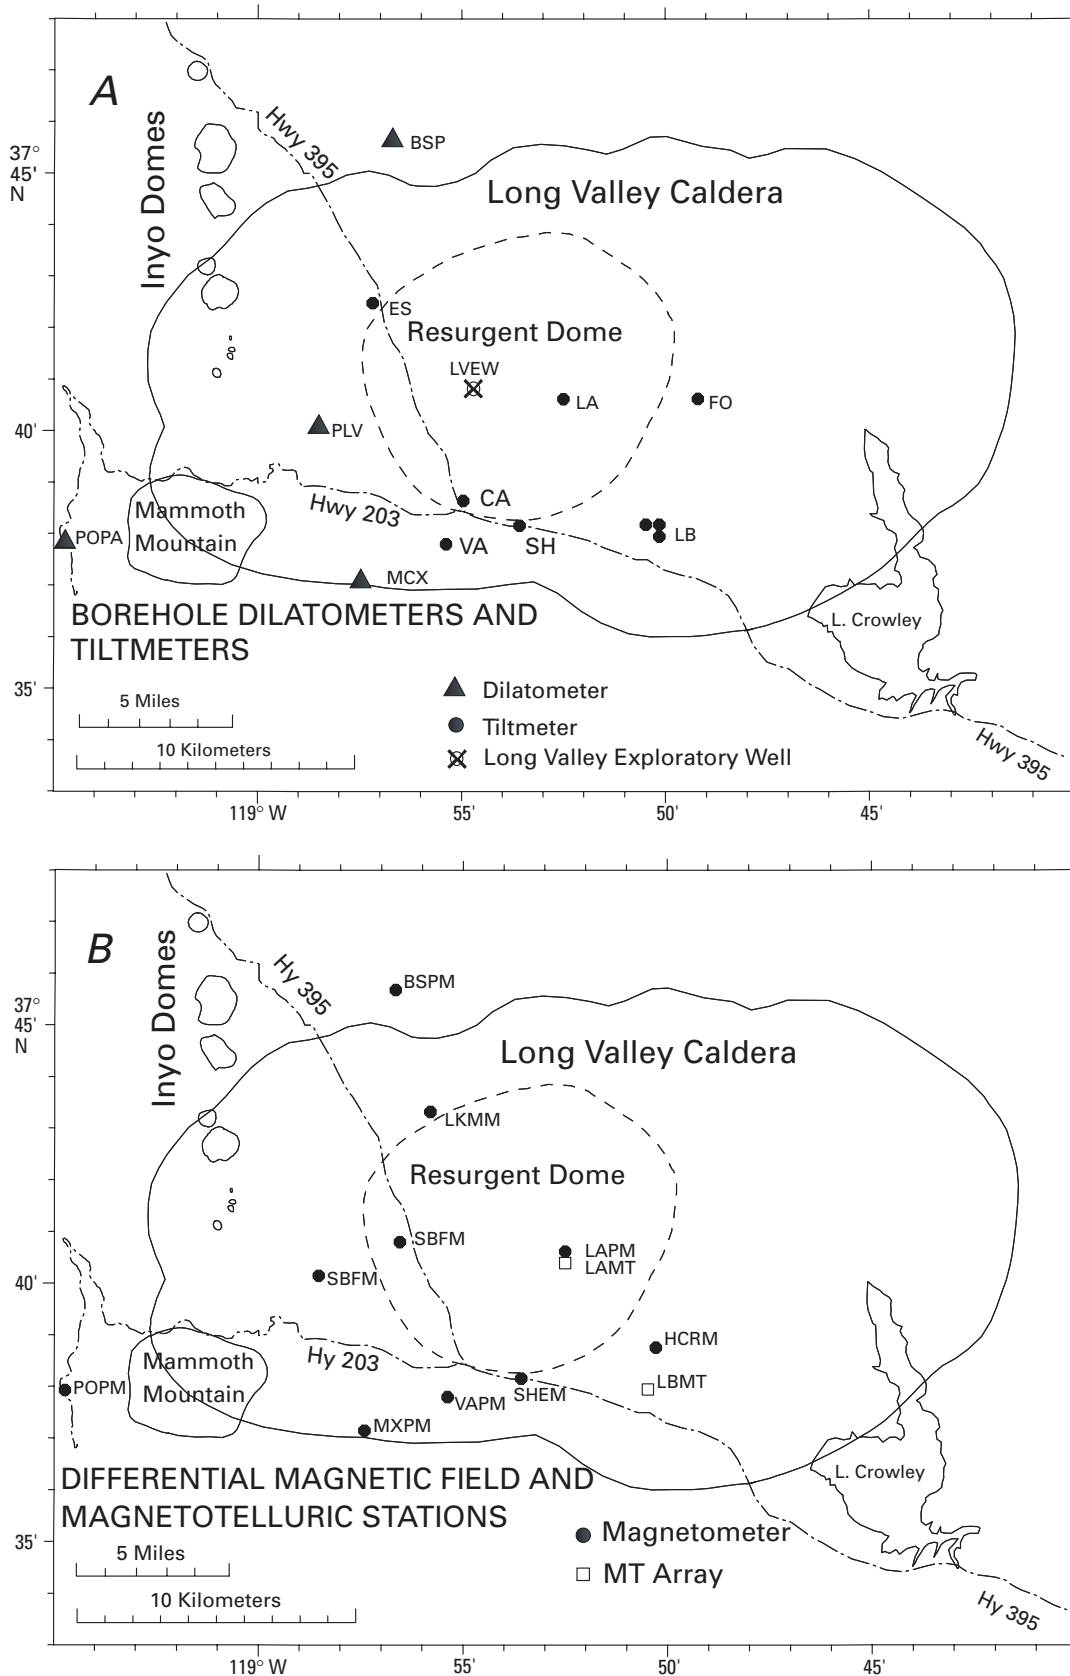 A
Inyo Domes
Hwy 395
BSP
37°
45'
N
Long Valley Caldera
ES
Resurgent Dome
LVEW
LA
FO
PLV
40'
CA
Hwy 203
Mammoth
Mountain
POPA
VA
SH
LB
MCX
BOREHOLE DILATOMETERS AND
TILTMETERS
L. Crowley
35'
5 Miles
10 Kilometers
Dilatometer
Tiltmeter
Long Valley Exploratory Well
Hwy 395
119° W
55'
50'
45'
B
Inyo Domes
Hy 395
BSPM
37°
45'
N
Long Valley Caldera
LKMM
Resurgent Dome
SBFM
LAPM
LAMT
SBFM
40'
HCRM
Hy 203
Mammoth
Mountain
POPM
LBMT
SHEM
VAPM
MXPM
DIFFERENTIAL MAGNETIC FIELD AND
MAGNETOTELLURIC STATIONS
L. Crowley
35'
5 Miles
10 Kilometers
Magnetometer
MT Array
Hy 395
119° W
55'
50'
45'